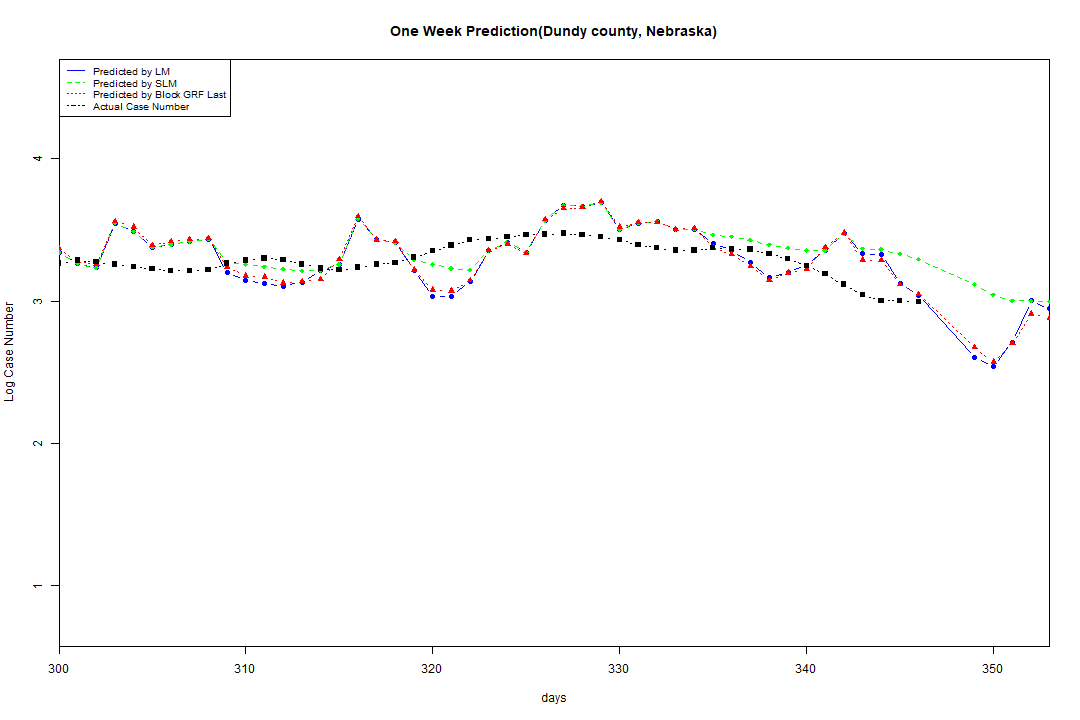 One Week Prediction(Dundy county, Nebraska)
Predicted by LM
Predicted by SLM
Predicted by Block GRF Last
Actual Case Number
4
3
2
1
Log Case Number
300 310 320 330 340 350
days